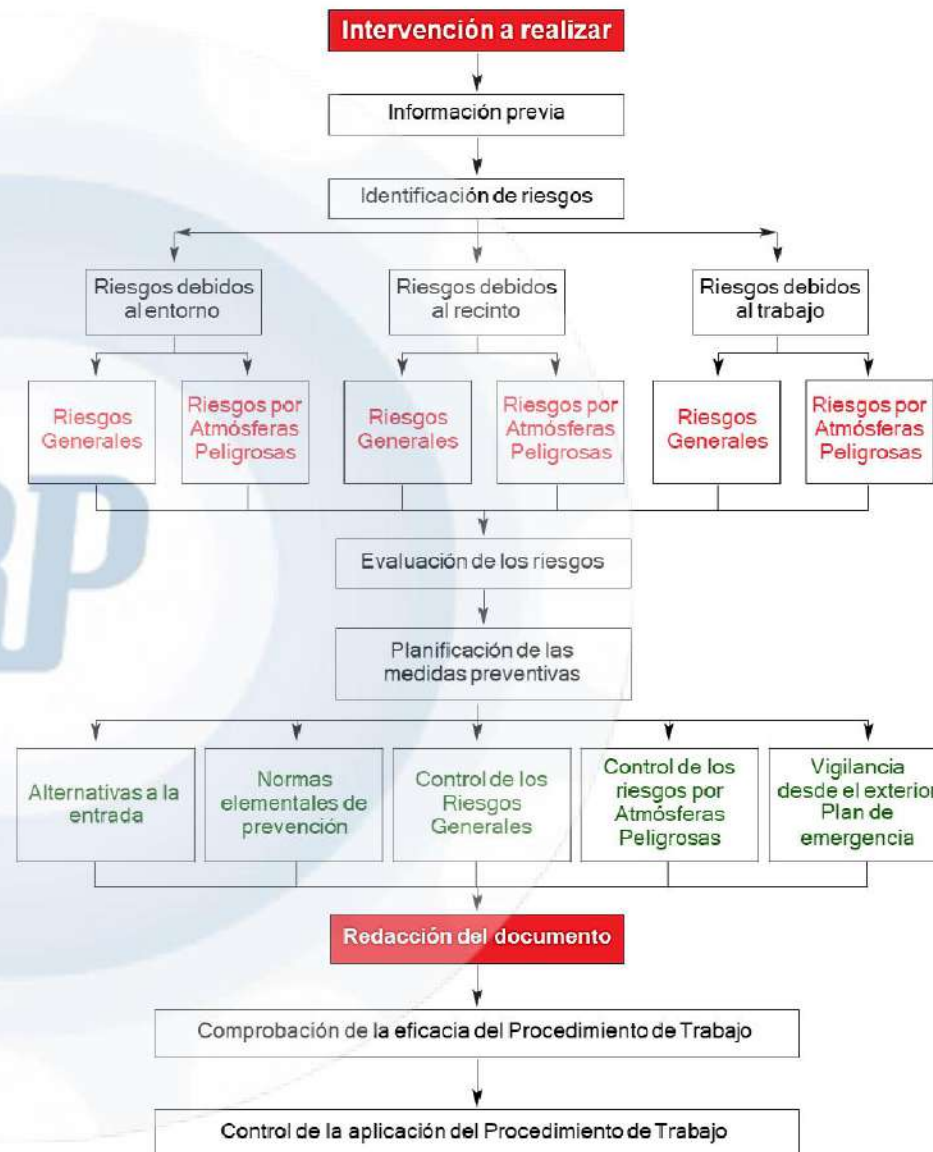 Intervención a realizar
Información previa
Identificación de riesgos
Riesgos debidos
al entorno
Riesgos debidos
al recinto
Riesgos debidos
al trabajo
Riesgos
Generales
Riesgos por
Atmósferas
Peligrosas
Riesgos
Generales
Riesgos por
Atmósferas
Peligrosas
Riesgos
Generales
Riesgos por
Atmósferas
Peligrosas
RP
Evaluación de los riesgos
Planificación de las
medidas preventivas
Alternativas a la
entrada
Normas
elementales de
prevención
Control de los
Riesgos
Generales
Control de los
riesgos por
Atmósferas
Peligrosas
Vigilancia
desde el exterior
Plan de
emergencia
Redacción del documento
Comprobación de la eficacia del Procedimiento de Trabajo
Control de la aplicación del Procedimiento de Trabajo